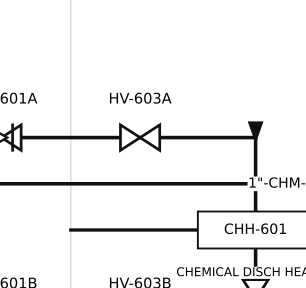 601A HV-603A
1"-CHM-
CHH-601
CHEMICAL DISCH HEA
601B HV-603B